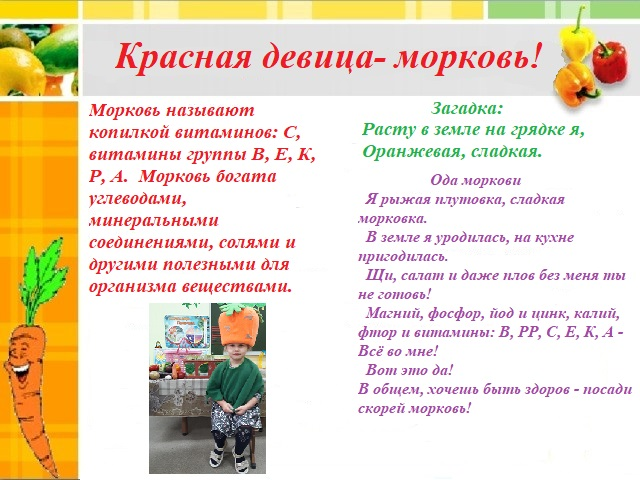 Красная девица- морковь!
Морковь называют
копилкой витаминов: С,
витамины группы В, Е, К,
Р, А.  Морковь богата
углеводами,
минеральными
соединениями, солями и
другими полезными для
организма веществами.
Загадка:
Расту в земле на грядке я,
Оранжевая, сладкая.
Ода моркови
Я рыжая плутовка, сладкая
морковка.
В земле я уродилась, на кухне
пригодилась.
Щи, салат и даже плов без меня ты
не готовь!
Магний, фосфор, йод и цинк, калий,
фтор и витамины: В, РР, С, Е, К, А -
Всё во мне!
Вот это да!
В общем, хочешь быть здоров - посади
скорей морковь!